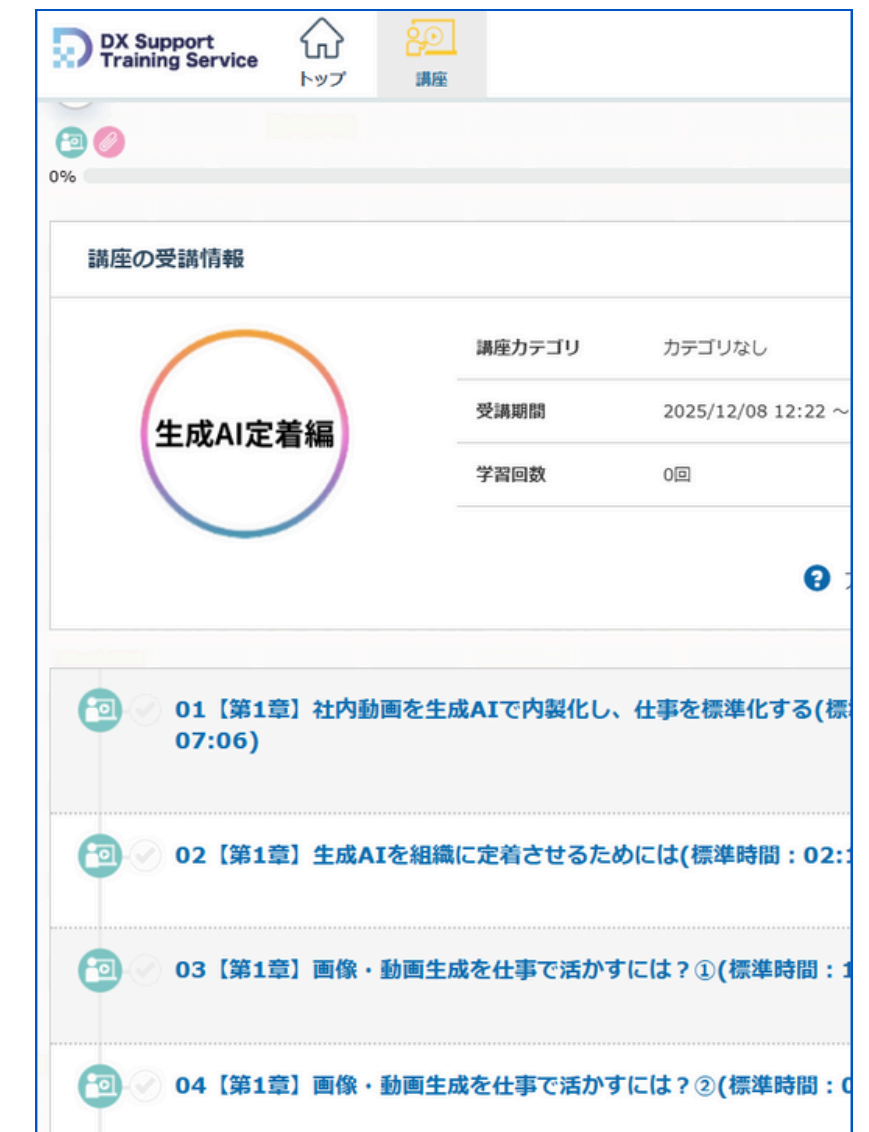 DX Support
Training Service
トップ
講座
0%
講座の受講情報
生成AI定着編
講座カテゴリ
カテゴリなし
受講期間
2025/12/08 12:22 ～
学習回数
0回
01【第1章】社内動画を生成AIで内製化し、仕事を標準化する(標
07:06)
02【第1章】生成AIを組織に定着させるためには(標準時間：02:
03【第1章】画像・動画生成を仕事で活かすには？①(標準時間：1
04【第1章】画像・動画生成を仕事で活かすには？②(標準時間：0